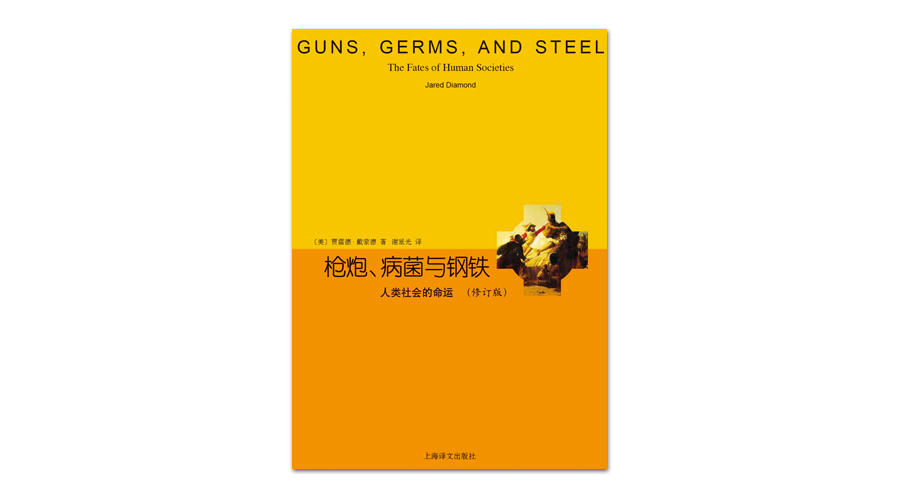 GUNS, GERMS, AND STEEL
The Fates of Human Societies
Jared Diamond
〔美〕贾雷德·戴蒙德 著 谢延光 译
枪炮、病菌与钢铁
人类社会的命运 (修订版)
上海译文出版社